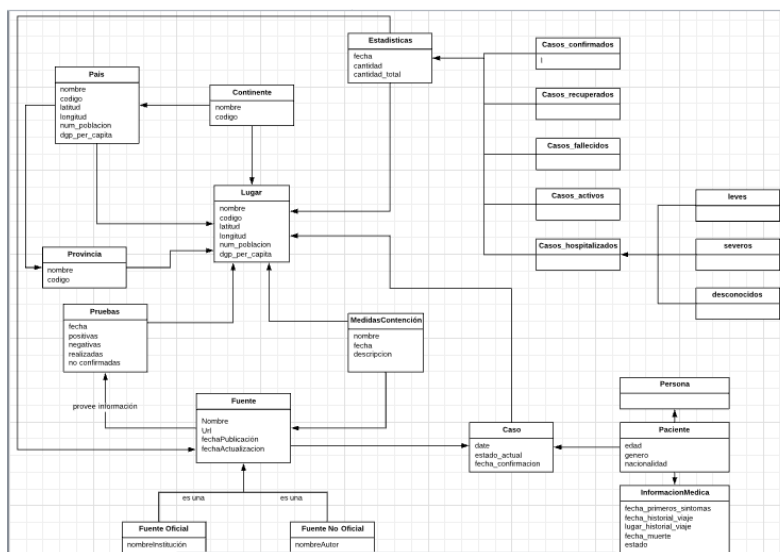 Estadísticas
fecha
cantidad
cantidad_total
Casos_confirmados
l
País
nombre
codigo
latitud
longitud
num_poblacion
dgp_per_capita
Continente
nombre
codigo
Casos_recuperados
Casos_fallecidos
Lugar
nombre
codigo
latitud
longitud
num_poblacion
dgp_per_capita
Casos_activos
leves
Provincia
nombre
codigo
Casos_hospitalizados
severos
desconocidos
Pruebas
fecha
positivas
negativas
realizadas
no confirmadas
MedidasContención
nombre
fecha
descripcion
provee información
Fuente
Nombre
Url
fechaPublicación
fechaActualizacion
Caso
date
estado_actual
fecha_confirmacion
Persona
Paciente
edad
genero
nacionalidad
InformacionMedica
fecha_primeros_sintomas
fecha_historial_viaje
lugar_historial_viaje
fecha_muerte
estado
es una
es una
Fuente Oficial
nombreInstitución
Fuente No Oficial
nombreAutor